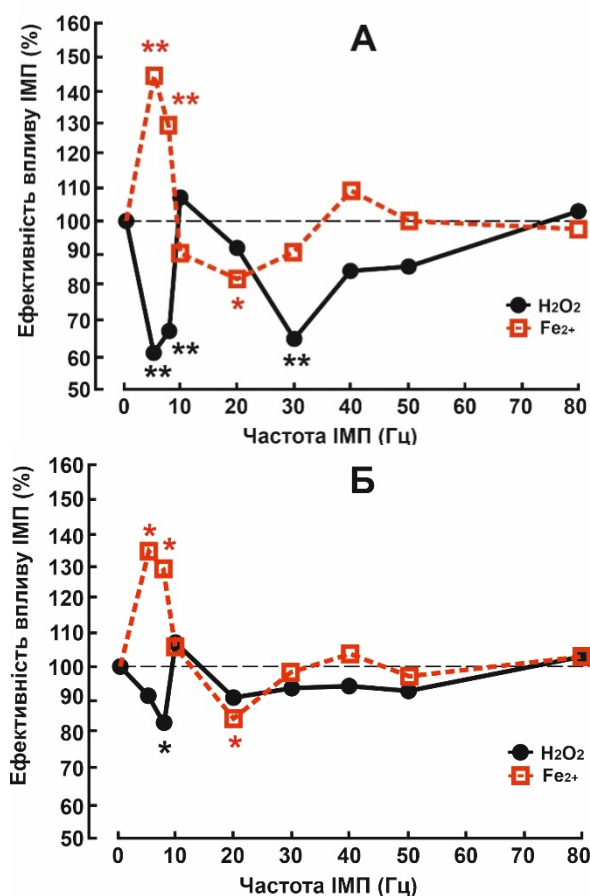 А
Ефективність впливу ІМП (%)
160
150
140
130
120
110
100
90
80
70
60
50
**
**
**
**
*
**
H₂O₂
Fe₂₊
0 10 20 30 40 50 60 70 80
Частота ІМП (Гц)
Б
Ефективність впливу ІМП (%)
160
150
140
130
120
110
100
90
80
70
60
50
*
*
*
*
H₂O₂
Fe₂₊
0 10 20 30 40 50 60 70 80
Частота ІМП (Гц)